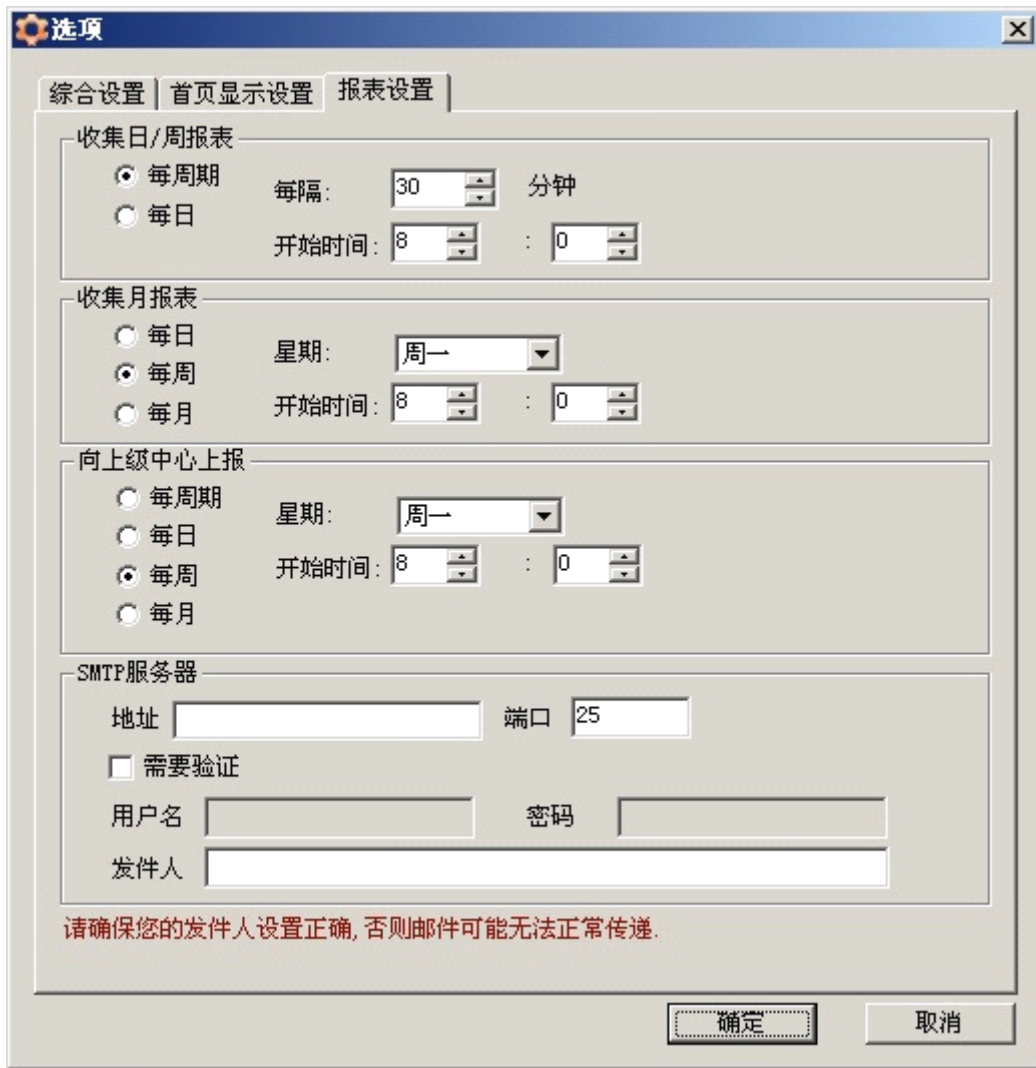 选项
综合设置 首页显示设置 报表设置
收集日/周报表
每周期 每隔: 30 分钟
每日
开始时间: 8 : 0
收集月报表
每日
星期: 周一
每周
开始时间: 8 : 0
每月
向上级中心上报
每周期
星期: 周一
每日
开始时间: 8 : 0
每周
每月
SMTP服务器
地址 端口 25
需要验证
用户名 密码
发件人
请确保您的发件人设置正确, 否则邮件可能无法正常传递.
确定 取消